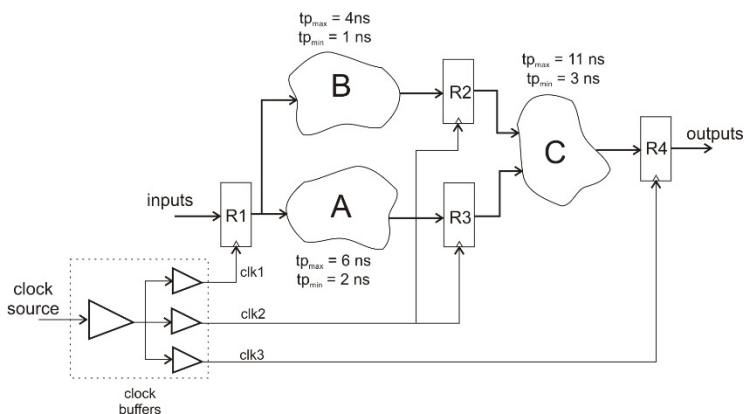 tpmax = 4ns
tpmin = 1 ns
B
R2
tpmax = 11 ns
tpmin = 3 ns
C
R4
outputs
inputs
R1
A
R3
tpmax = 6 ns
tpmin = 2 ns
clock
source
clk1
clk2
clk3
clock
buffers